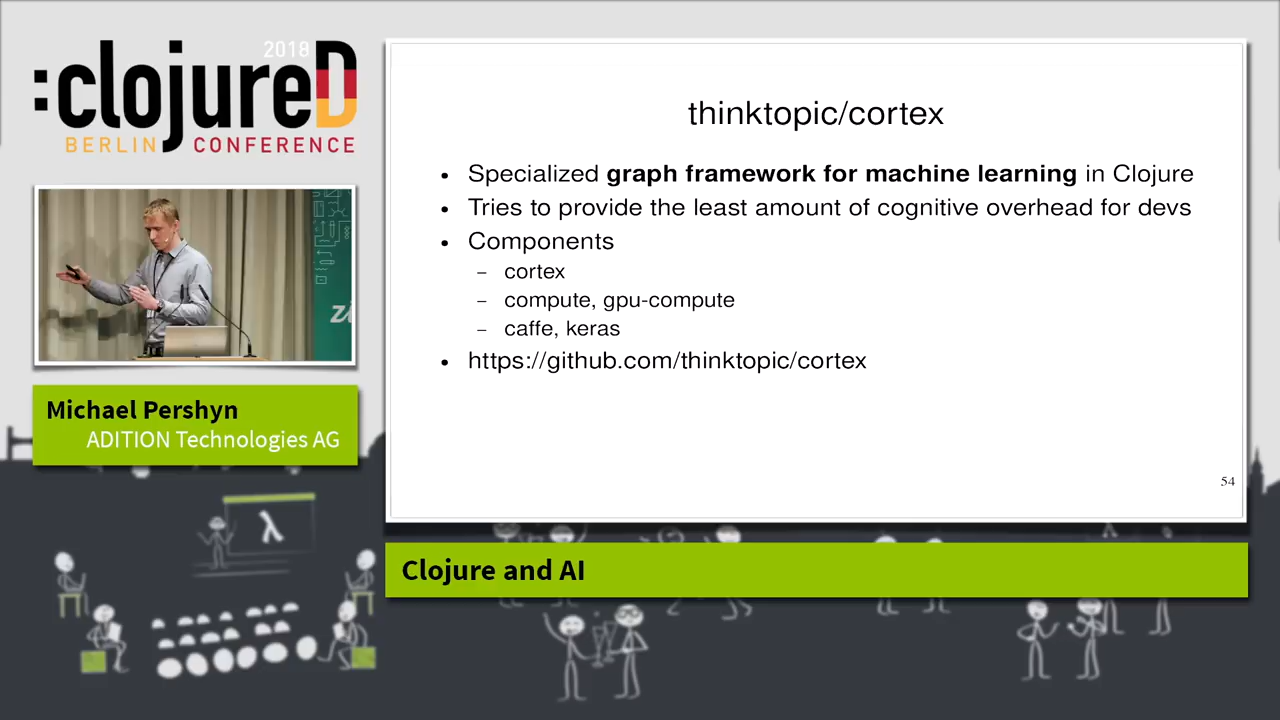 2018
:clojureD
BERLIN CONFERENCE
Michael Pershyn
ADITION Technologies AG
λ
thinktopic/cortex
• Specialized graph framework for machine learning in Clojure
• Tries to provide the least amount of cognitive overhead for devs
• Components
– cortex
– compute, gpu-compute
– caffe, keras
• https://github.com/thinktopic/cortex
54
Clojure and AI